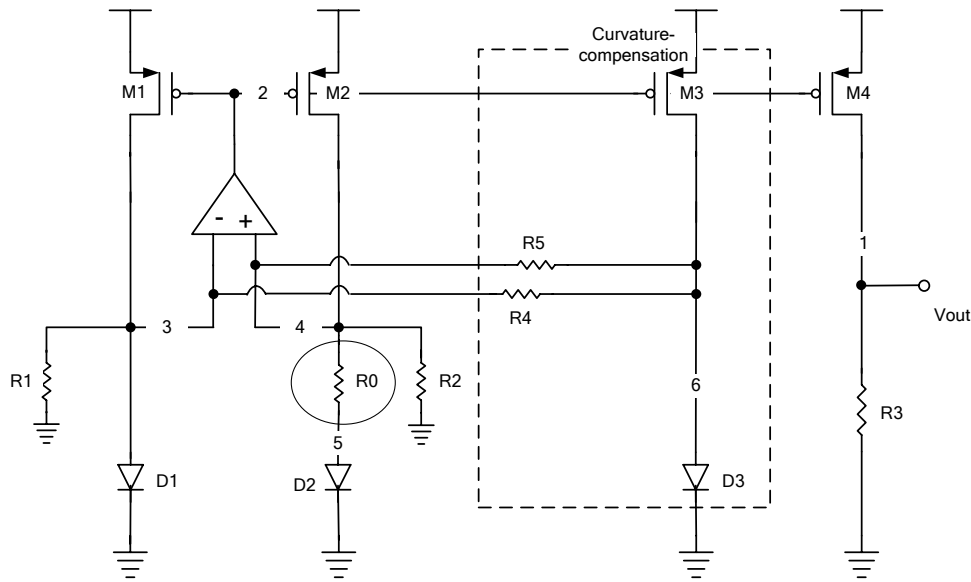 Curvature-
compensation
M1
2
M2
M3
M4
- +
R5
1
R4
Vout
3
4
R1
R0
R2
6
R3
5
D1
D2
D3